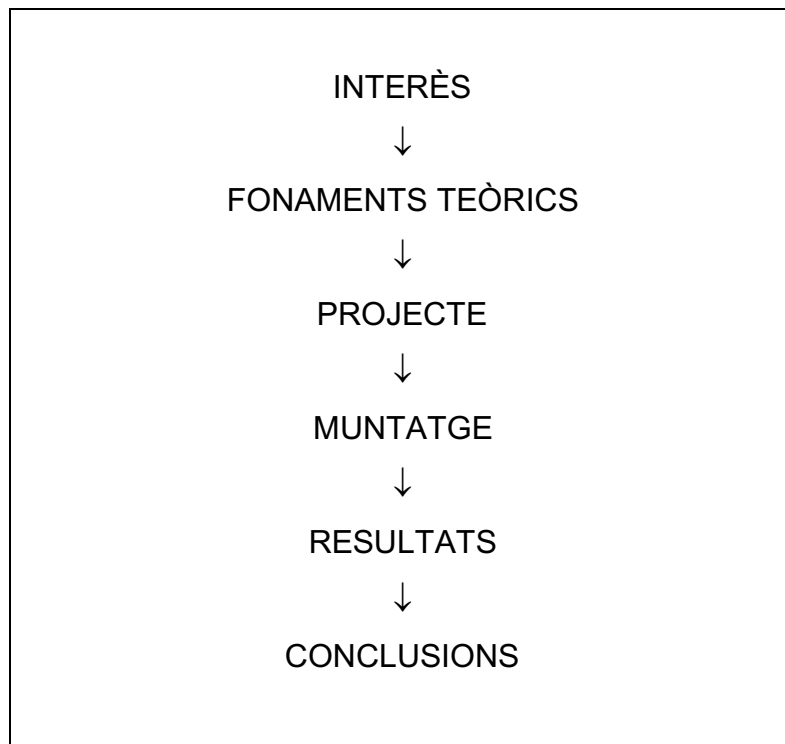 INTERÈS
↓
FONAMENTS TEÒRICS
↓
PROJECTE
↓
MUNTATGE
↓
RESULTATS
↓
CONCLUSIONS